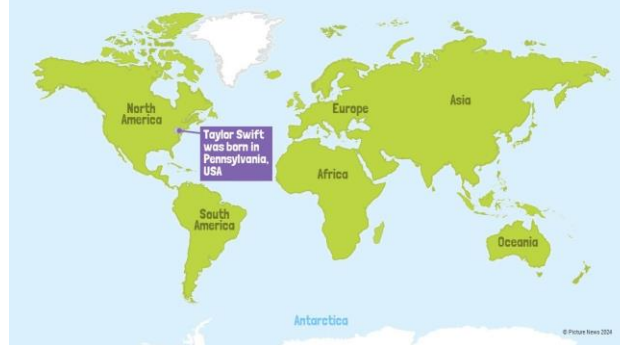 North
America
Europe
Asia
Taylor Swift
was born in
Pennsylvania,
USA
Africa
South
America
Oceania
Antarctica
© Picture News 2024